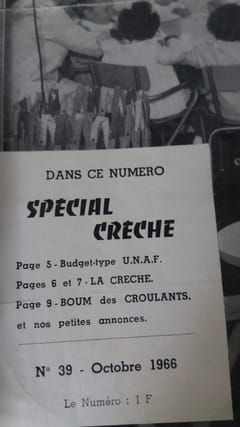 DANS CE NUMERO
SPÉCIAL
CRÈCHE
Page 5 - Budget-type U.N.A.F.
Pages 6 et 7 - LA CRECHE.
Page 9 - BOUM des CROULANTS.
et nos petites annonces.
N° 39 - Octobre 1966
Le Numéro : 1 F